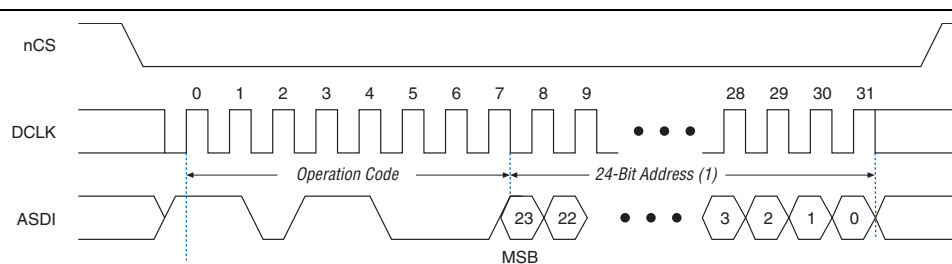 nCS
0 1 2 3 4 5 6 7 8 9 28 29 30 31
DCLK
Operation Code 24-Bit Address (1)
ASDI 23 22 3 2 1 0
MSB